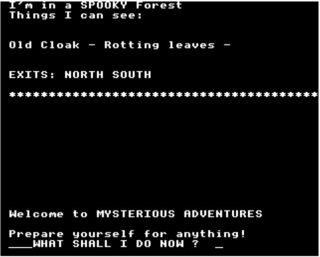 I'm in a SPOOKY Forest
Things I can see:
Old Cloak - Rotting leaves -
EXITS: NORTH SOUTH
***************************************
Welcome to MYSTERIOUS ADVENTURES
Prepare yourself for anything!
___WHAT SHALL I DO NOW ? _